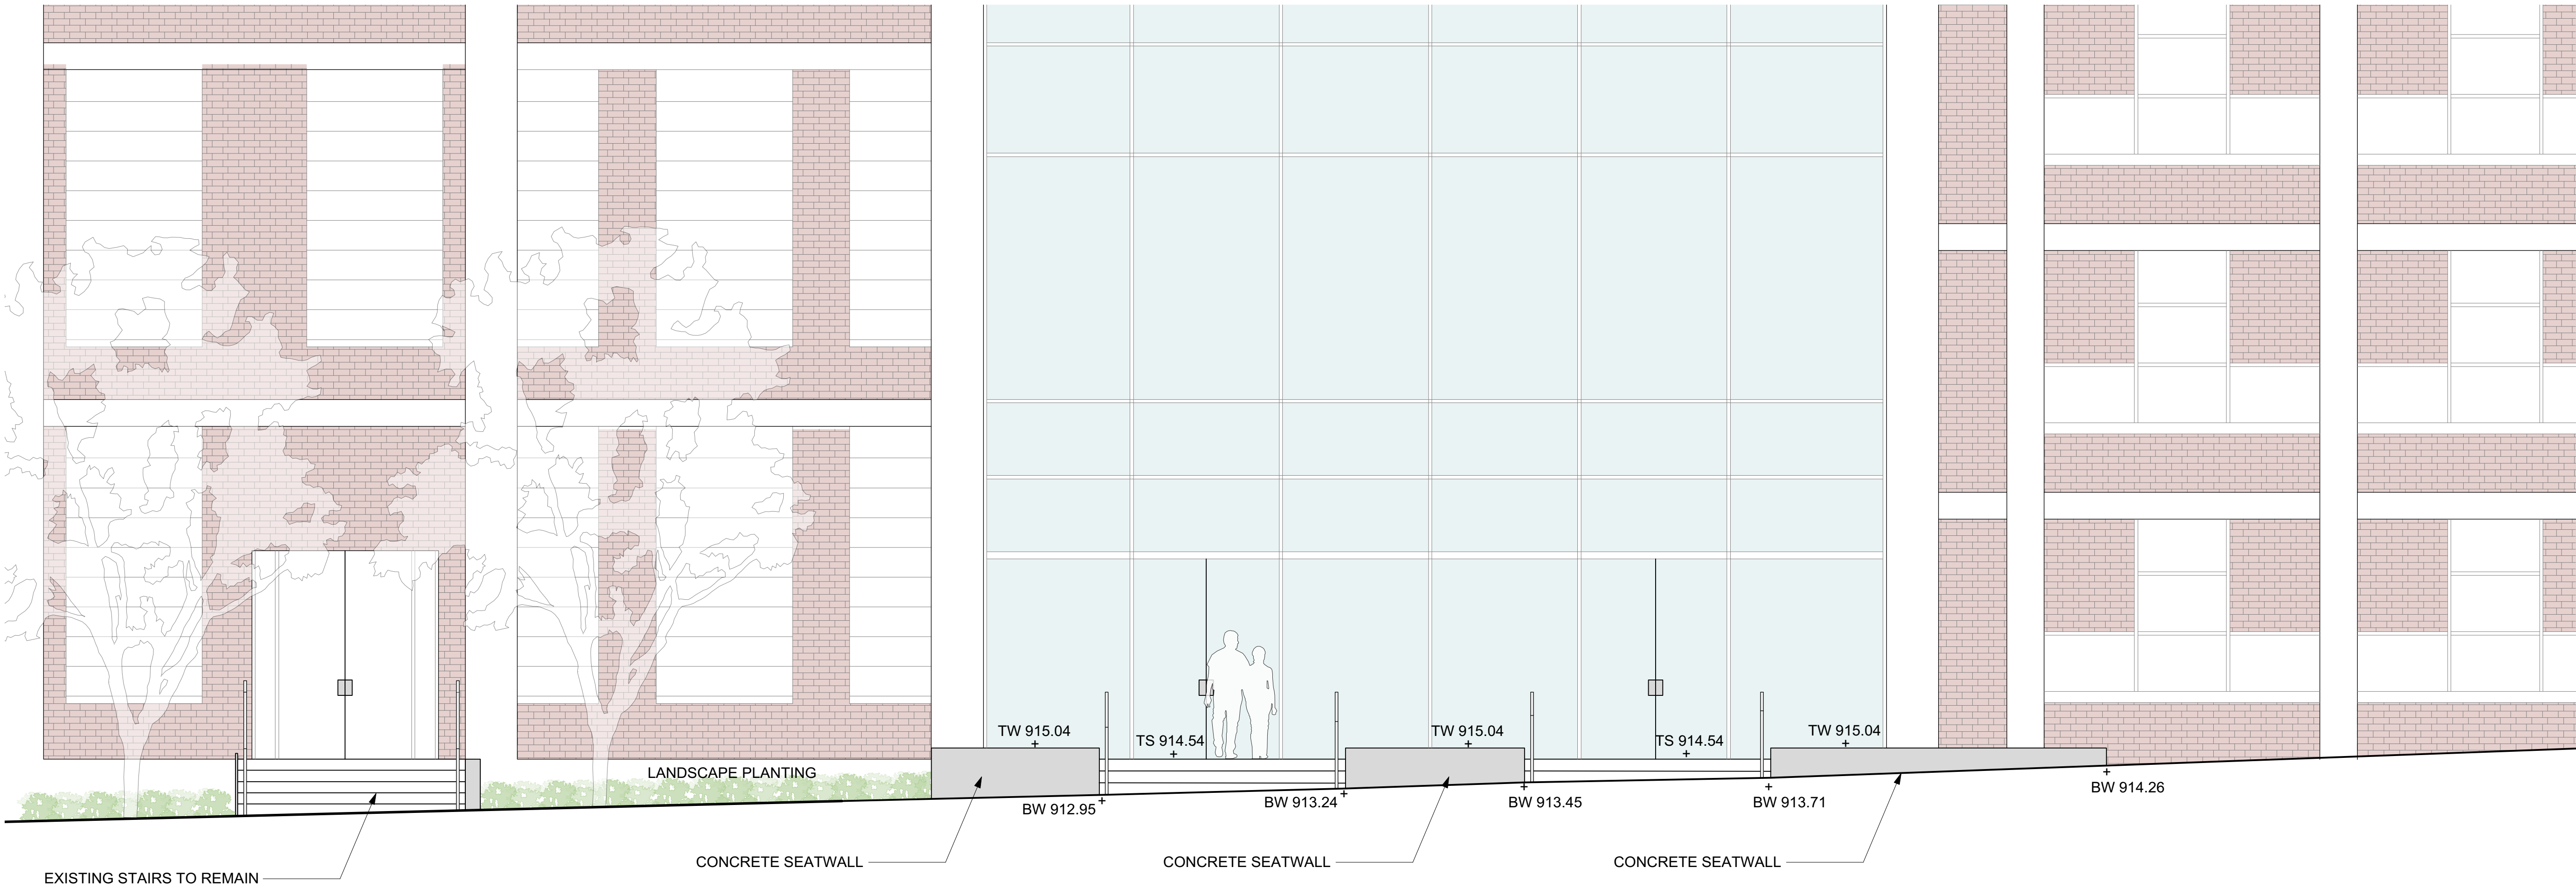 TW 915.04
TS 914.54
TW 915.04
TS 914.54
TW 915.04
LANDSCAPE PLANTING
BW 912.95
BW 913.24
BW 913.45
BW 913.71
BW 914.26
CONCRETE SEATWALL
CONCRETE SEATWALL
CONCRETE SEATWALL
EXISTING STAIRS TO REMAIN